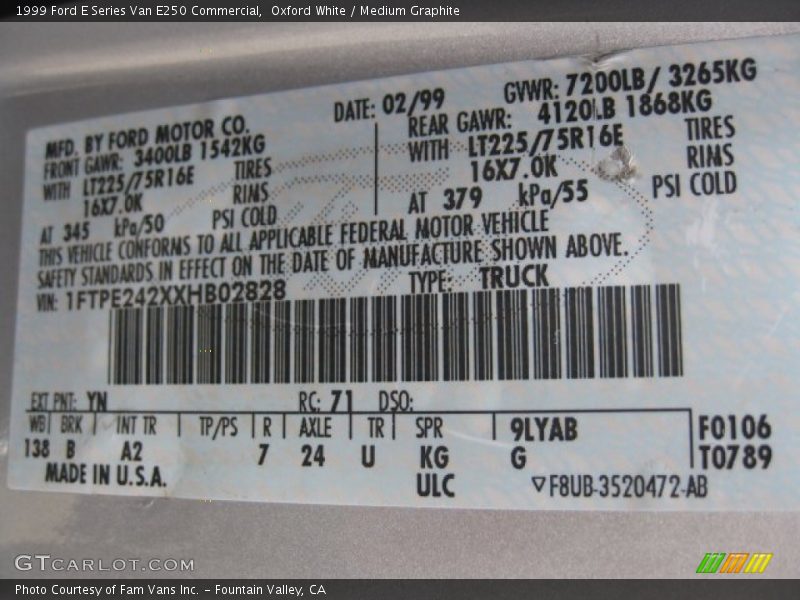 1999 Ford E Series Van E250 Commercial, Oxford White / Medium Graphite
MFD. BY FORD MOTOR CO.
DATE: 02/99
GVWR: 7200LB/ 3265KG
FRONT GAWR: 3400LB 1542KG
REAR GAWR: 4120LB 1868KG
WITH LT225/75R16E TIRES
WITH LT225/75R16E TIRES
16X7.0K RINS
16X7.0K RINS
AT 345 kPa/50 PSI COLD
AT 379 kPa/55 PSI COLD
THIS VEHICLE CONFORMS TO ALL APPLICABLE FEDERAL MOTOR VEHICLE
SAFETY STANDARDS IN EFFECT ON THE DATE OF MANUFACTURE SHOWN ABOVE.
VIN: 1FTPE242XXHB02828
TYPE: TRUCK
EXT PNT: YN RC: 71 DSO:
WB BRK INT TR TP/PS R AXLE TR SPR 9LYAB F0106
138 B A2 7 24 U KG G T0789
MADE IN U.S.A. ULC ▽F8UB-3520472-AB
GTCARLOT.COM
Photo Courtesy of Fam Vans Inc. - Fountain Valley, CA